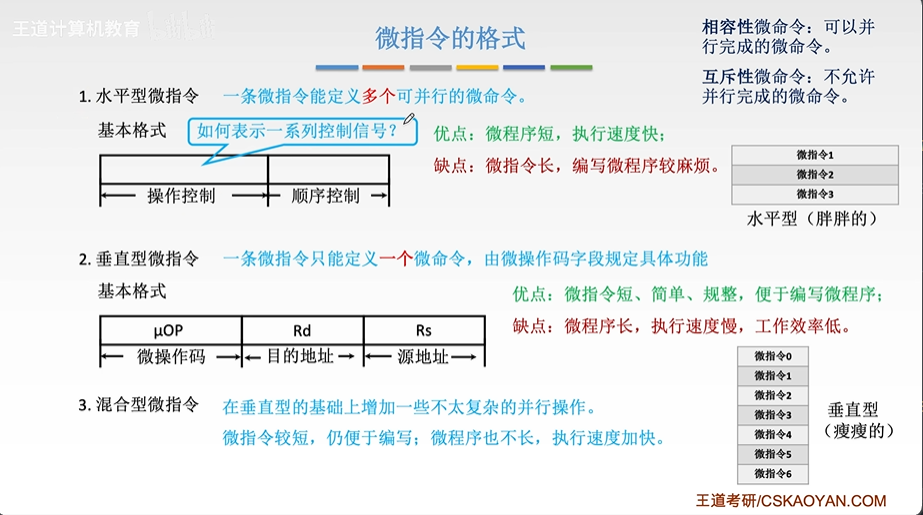 王道计算机教育
微指令的格式
相容性微命令：可以并
行完成的微命令。
互斥性微命令：不允许
并行完成的微命令。
1. 水平型微指令 一条微指令能定义多个可并行的微命令。
基本格式 如何表示一系列控制信号？
优点：微程序短，执行速度快；
缺点：微指令长，编写微程序较麻烦。
操作控制 顺序控制
微指令1
微指令2
微指令3
水平型（胖胖的）
2. 垂直型微指令 一条微指令只能定义一个微命令，由微操作码字段规定具体功能
基本格式
优点：微指令短、简单、规整，便于编写微程序；
缺点：微程序长，执行速度慢，工作效率低。
μOP Rd Rs
微操作码 目的地址 源地址
微指令0
微指令1
微指令2
微指令3
微指令4
微指令5
微指令6
垂直型
（瘦瘦的）
3. 混合型微指令 在垂直型的基础上增加一些不太复杂的并行操作。
微指令较短，仍便于编写；微程序也不长，执行速度加快。
王道考研/CSKAOYAN.COM